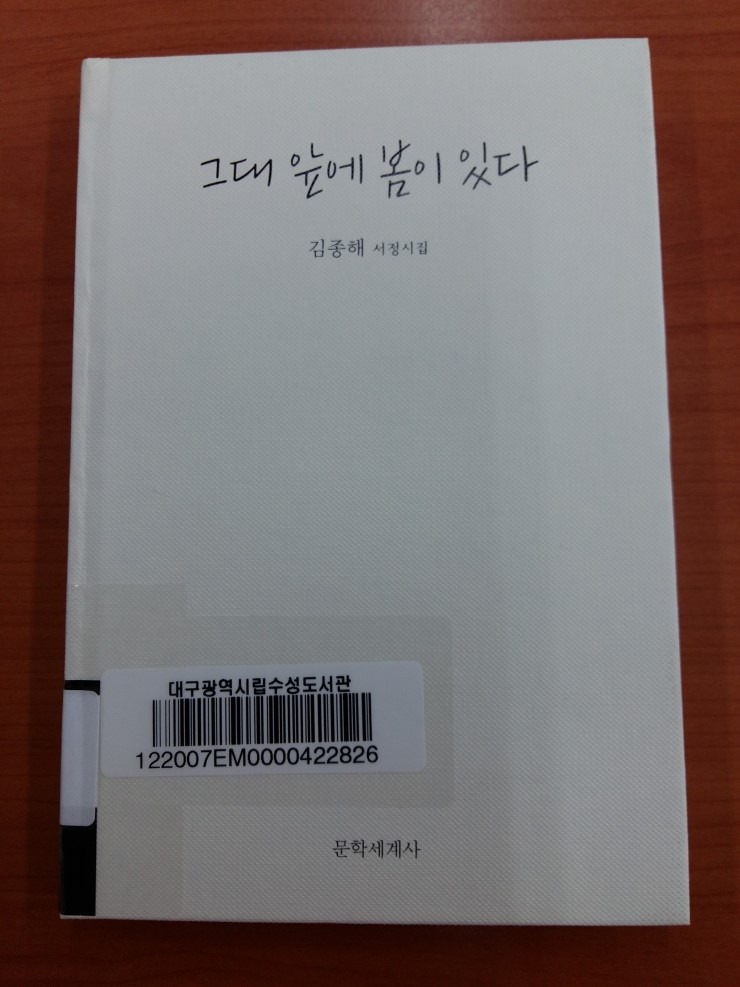 그대 앞에 봄이 있다
김종해 서정시집
대구광역시립수성도서관
122007EM0000422826
문학세계사